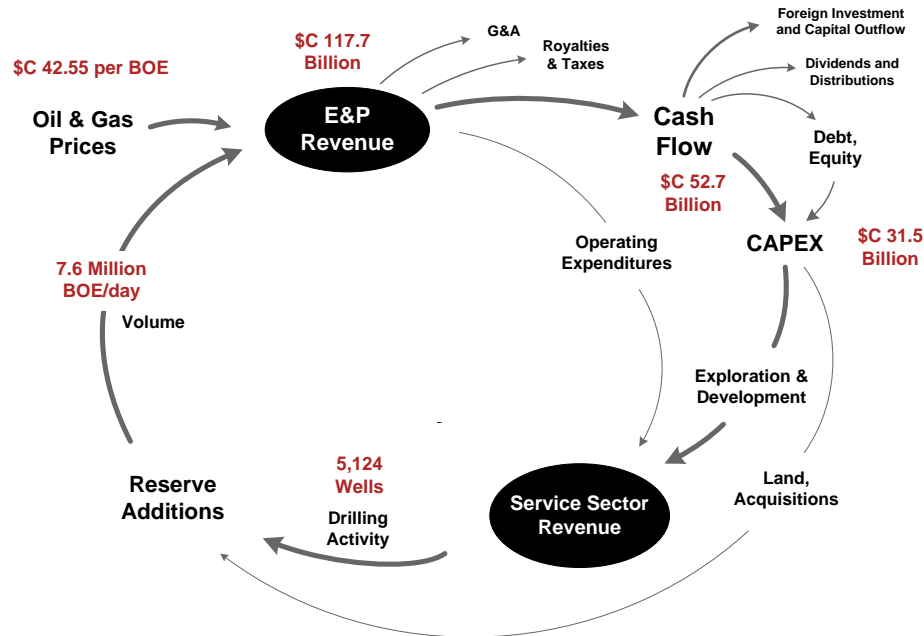 Foreign Investment
and Capital Outflow
G&A
$C 117.7
Billion
Royalties
& Taxes
$C 42.55 per BOE
Dividends and
Distributions
Oil & Gas
Prices
E&P
Revenue
Cash
Flow
Debt,
Equity
$C 52.7
Billion
CAPEX
$C 31.5
Billion
Operating
Expenditures
7.6 Million
BOE/day
Volume
Exploration &
Development
5,124
Wells
Reserve
Additions
Drilling
Activity
Service Sector
Revenue
Land,
Acquisitions